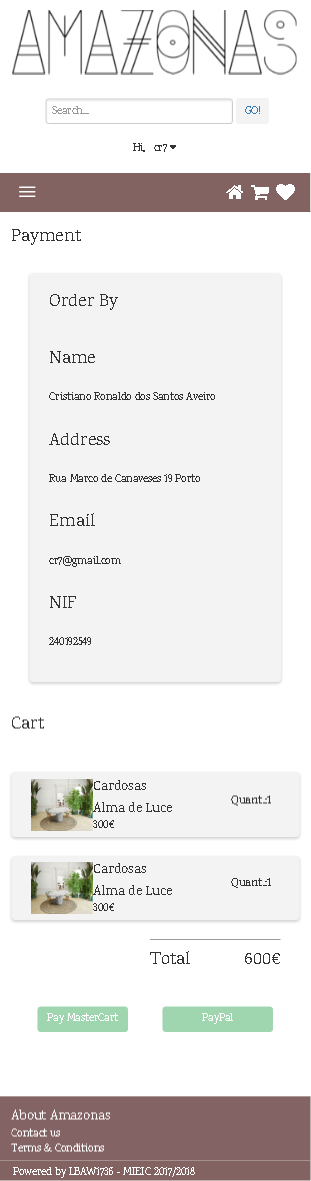 AMAZONAS
Search...
GO!
Hi, cr7
Payment
Order By
Name
Cristiano Ronaldo dos Santos Aveiro
Address
Rua Marco de Canaveses 19 Porto
Email
cr7@gmail.com
NIF
240192549
Cart
Cardosas
Alma de Luce
300€
Quant.:1
Cardosas
Alma de Luce
300€
Quant.:1
Total 600€
Pay MasterCart
PayPal
About Amazonas
Contact us
Terms & Conditions
Powered by LBAW1736 - MIEIC 2017/2018